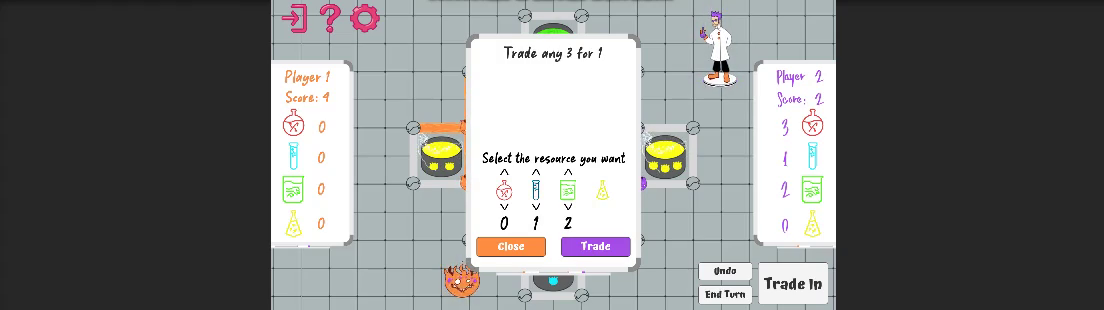 ?
Trade any 3 for 1
Player 1
Score: 4
0
0
0
0
Select the resource you want
0 1 2
Close Trade
Player 2
Score: 2
3
1
2
0
Undo
End Turn
Trade In